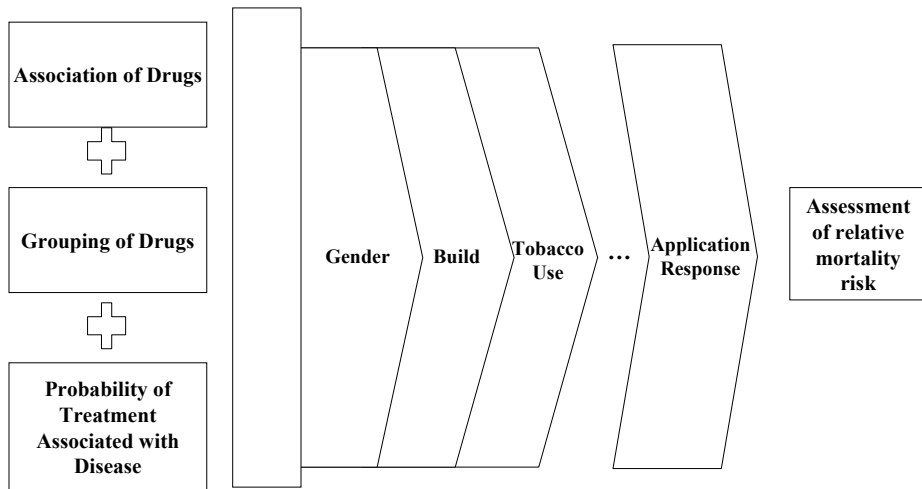 Association of Drugs
Grouping of Drugs
Probability of
Treatment
Associated with
Disease
Gender
Build
Tobacco
Use
...
Application
Response
Assessment
of relative
mortality
risk